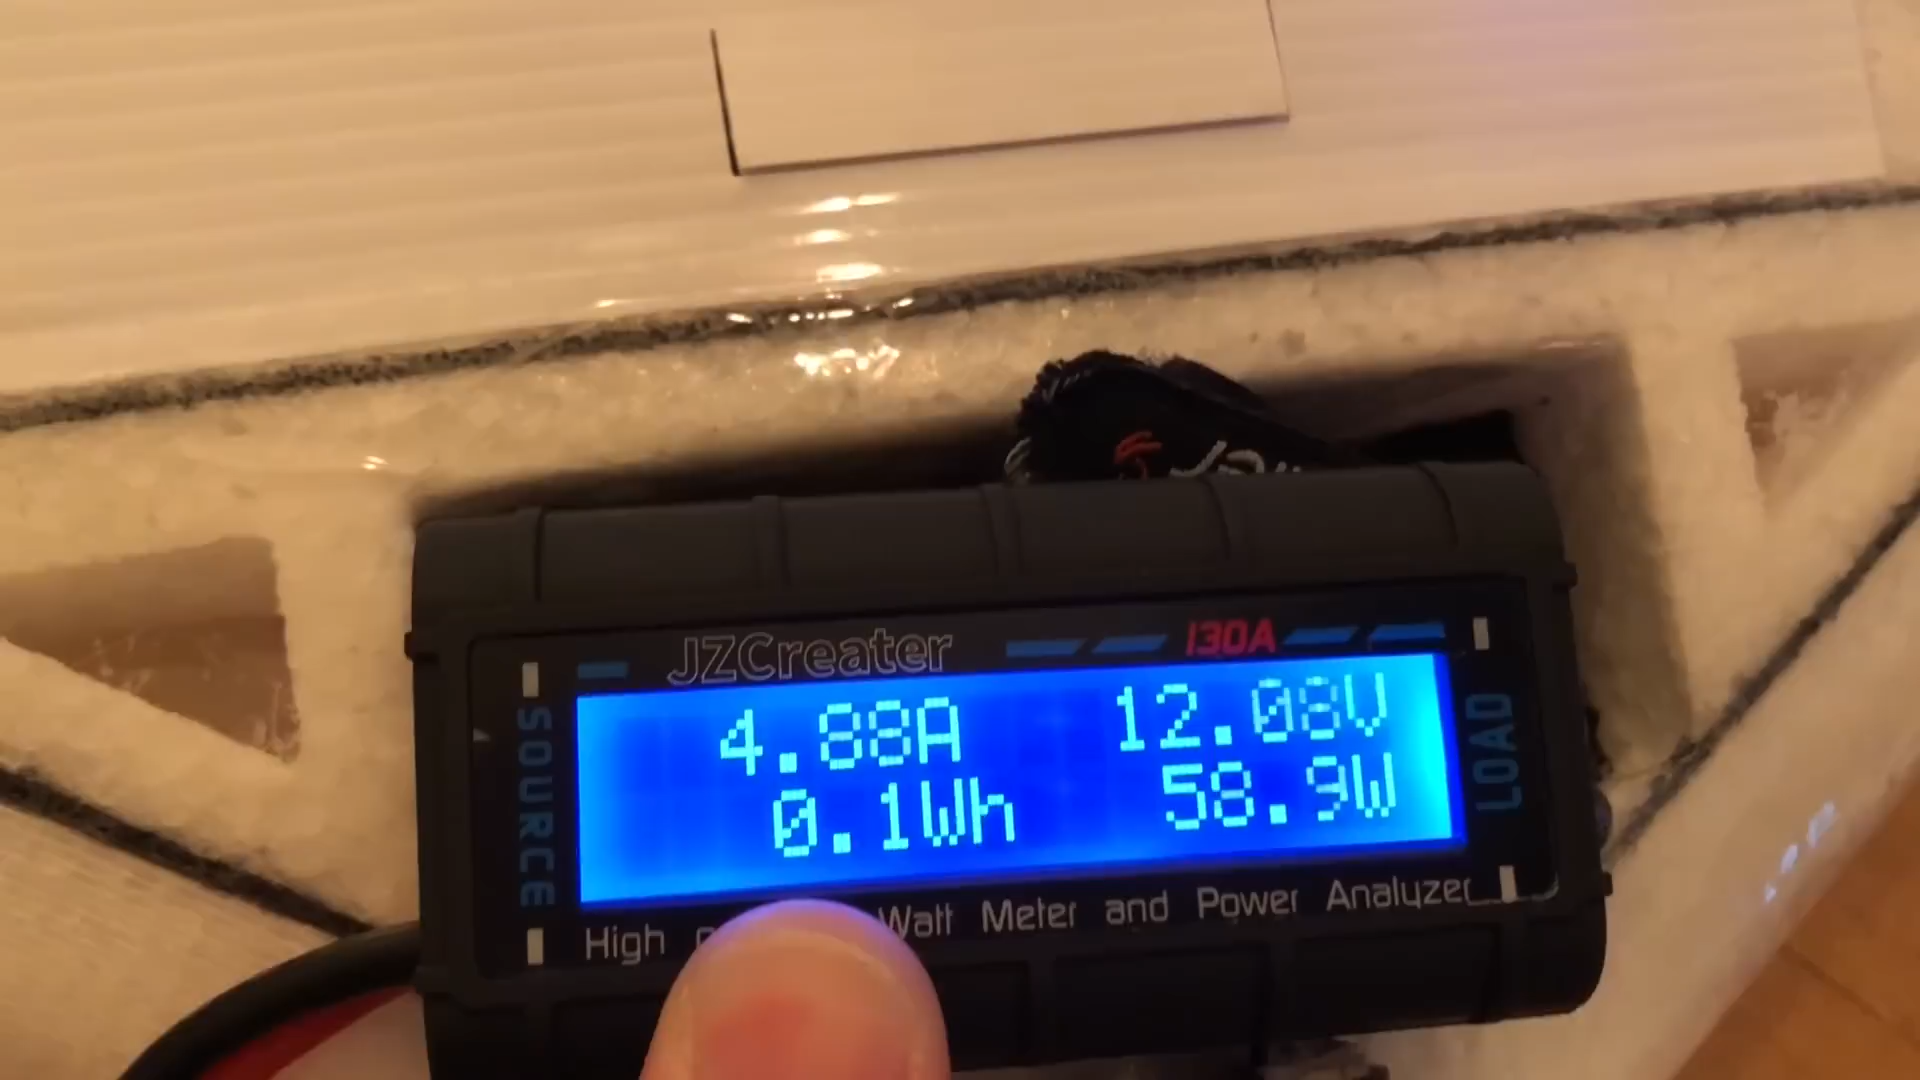 JZCreater 130A
SOURCE
4.88A 12.08V
0.1Wh 58.9W
LOAD
High Watt Meter and Power Analyzer